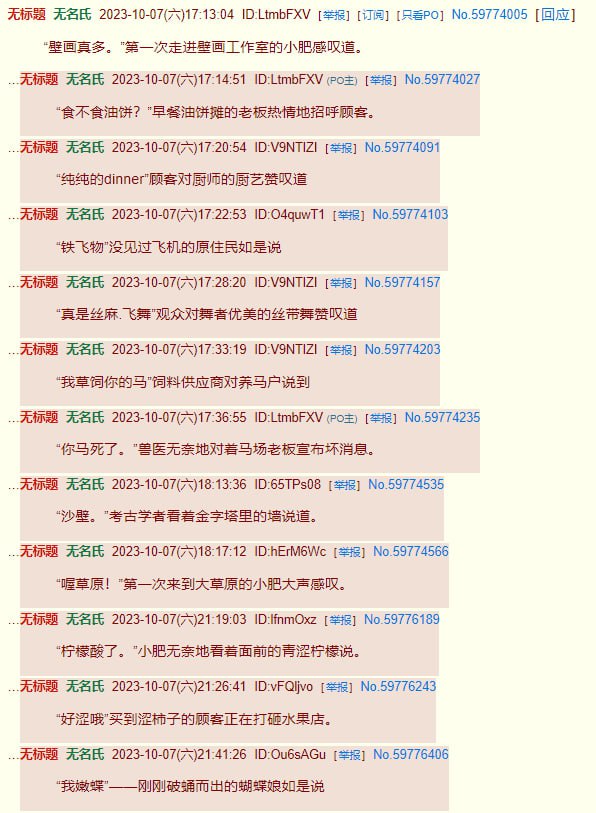 无标题 无名氏 2023-10-07(六)17:13:04 ID:LtmbFXV [举报] [订阅] [只看PO] No.59774005 [回应]
“壁画真多。”第一次走进壁画工作室的小肥感叹道。
…无标题 无名氏 2023-10-07(六)17:14:51 ID:LtmbFXV (PO主) [举报] No.59774027
“食不食油饼？”早餐油饼摊的老板热情地招呼顾客。
…无标题 无名氏 2023-10-07(六)17:20:54 ID:V9NTIZI [举报] No.59774091
“纯纯的dinner”顾客对厨师的厨艺赞叹道
…无标题 无名氏 2023-10-07(六)17:22:53 ID:O4quwT1 [举报] No.59774103
“铁飞物”没见过飞机的原住民如是说
…无标题 无名氏 2023-10-07(六)17:28:20 ID:V9NTIZI [举报] No.59774157
“真是丝麻.飞舞”观众对舞者优美的丝带舞赞叹道
…无标题 无名氏 2023-10-07(六)17:33:19 ID:V9NTIZI [举报] No.59774203
“我草饲你的马”饲料供应商对养马户说到
…无标题 无名氏 2023-10-07(六)17:36:55 ID:LtmbFXV (PO主) [举报] No.59774235
“你马死了。”兽医无奈地对着马场老板宣布坏消息。
…无标题 无名氏 2023-10-07(六)18:13:36 ID:65TPs08 [举报] No.59774535
“沙壁。”考古学者看着金字塔里的墙说道。
…无标题 无名氏 2023-10-07(六)18:17:12 ID:hErM6Wc [举报] No.59774566
“喔草原！”第一次来到大草原的小肥大声感叹。
…无标题 无名氏 2023-10-07(六)21:19:03 ID:lfnmOxz [举报] No.59776189
“柠檬酸了。”小肥无奈地看着面前的青涩柠檬说。
…无标题 无名氏 2023-10-07(六)21:26:41 ID:vFQljvo [举报] No.59776243
“好涩哦”买到涩柿子的顾客正在打砸水果店。
…无标题 无名氏 2023-10-07(六)21:41:26 ID:Ou6sAGu [举报] No.59776406
“我嫩蝶”——刚刚破蛹而出的蝴蝶娘如是说